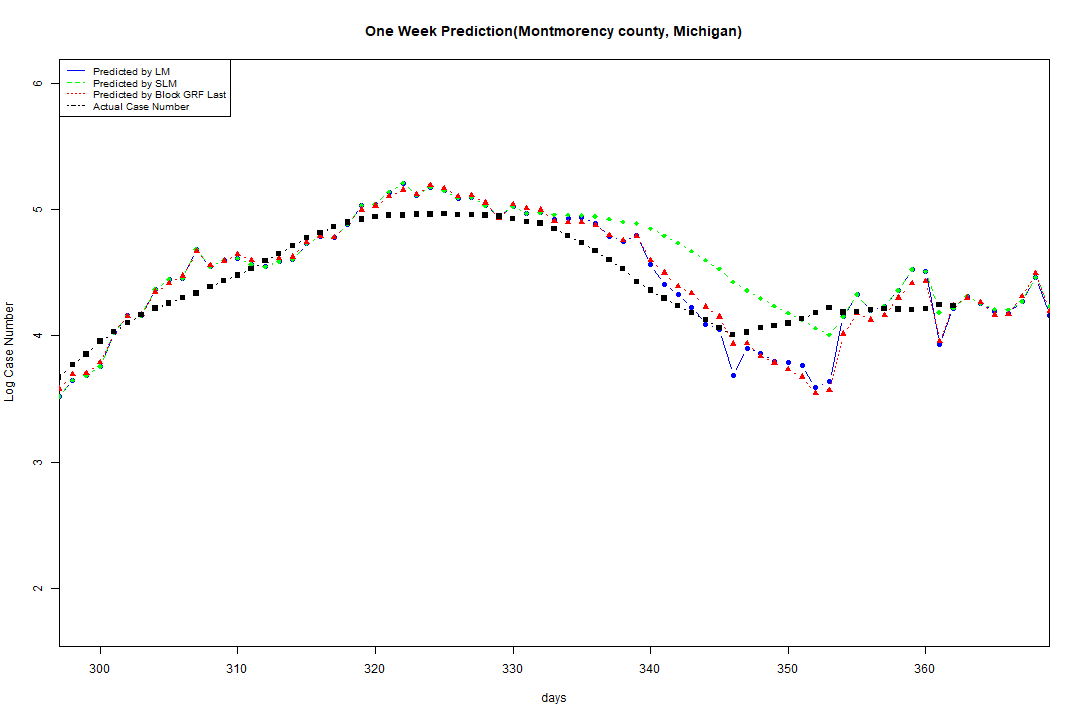 One Week Prediction(Montmorency county, Michigan)
Predicted by LM
Predicted by SLM
Predicted by Block GRF Last
Actual Case Number
6
5
4
3
2
Log Case Number
300 310 320 330 340 350 360
days